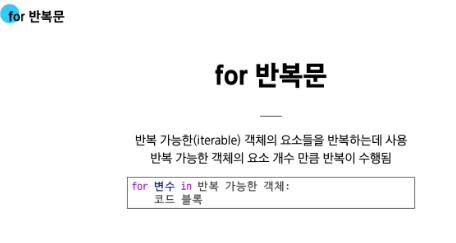 for 반복문
for 반복문
반복 가능한(iterable) 객체의 요소들을 반복하는데 사용
반복 가능한 객체의 요소 개수 만큼 반복이 수행됨
for 변수 in 반복 가능한 객체:
    코드 블록